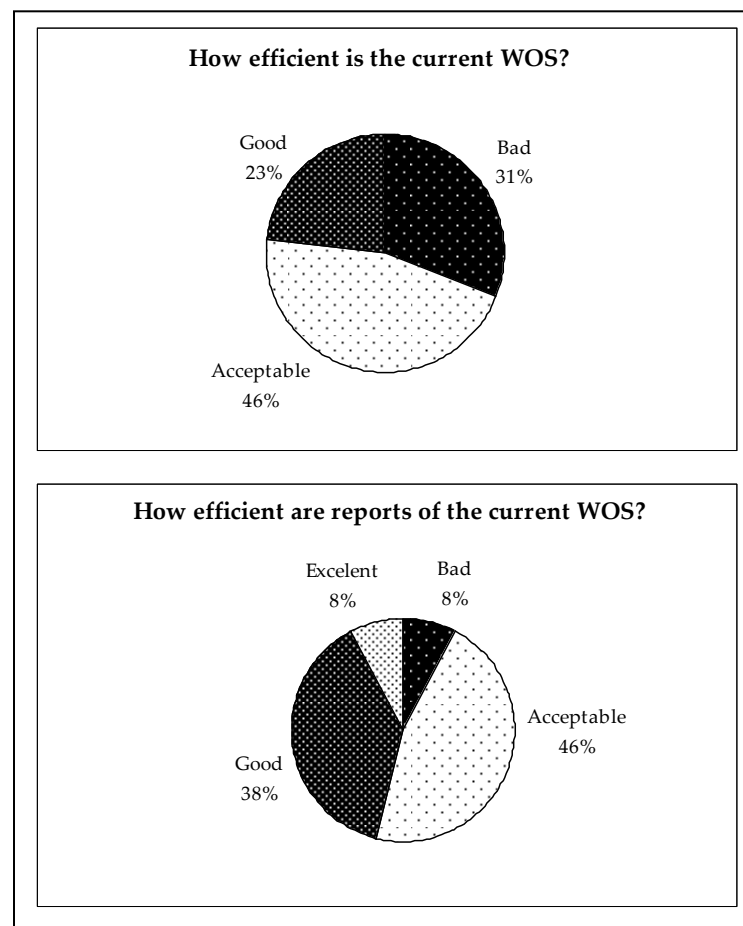 How efficient is the current WOS?
Good
23%
Bad
31%
Acceptable
46%
How efficient are reports of the current WOS?
Excelent
8%
Bad
8%
Acceptable
46%
Good
38%